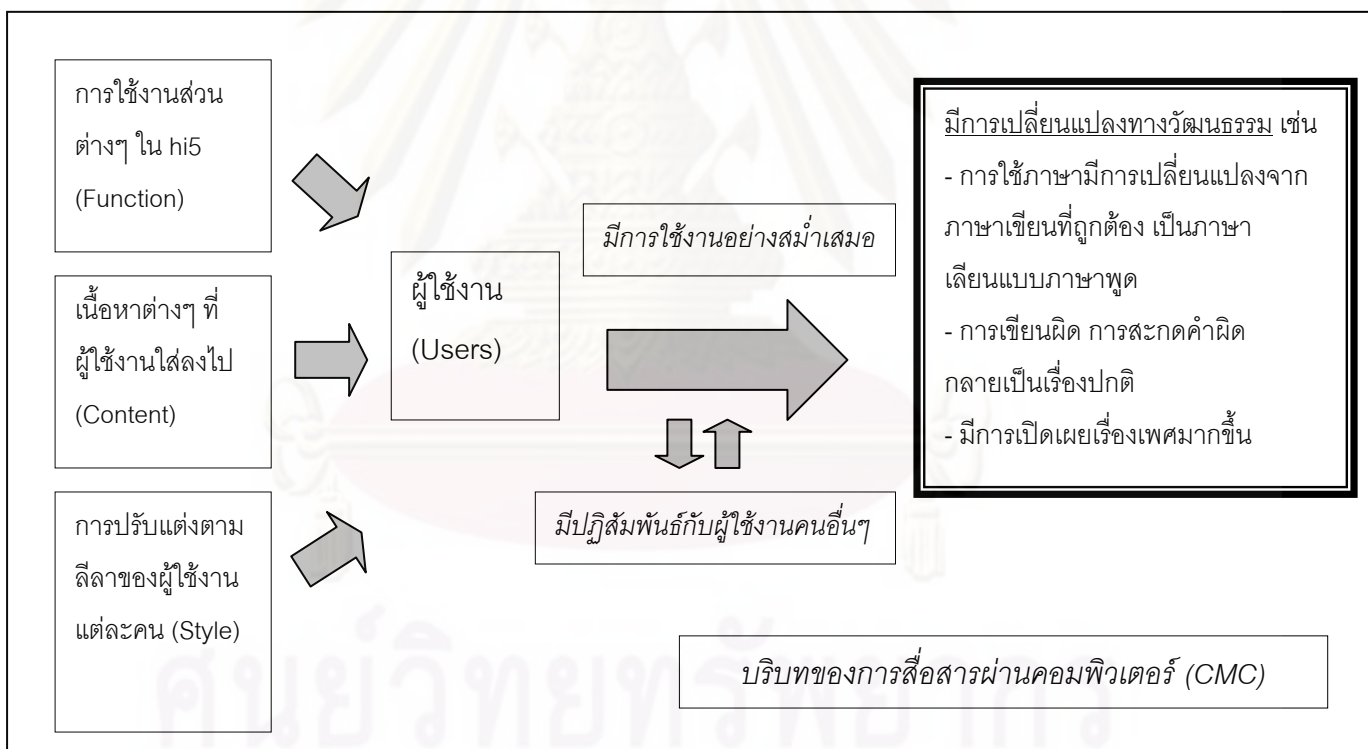 การใช้งานส่วน
ต่างๆ ใน hi5
(Function)
เนื้อหาต่างๆ ที่
ผู้ใช้งานใส่ลงไป
(Content)
การปรับแต่งตาม
ลีลาของผู้ใช้งาน
แต่ละคน (Style)
ผู้ใช้งาน
(Users)
มีการใช้งานอย่างสม่ำเสมอ
มีปฏิสัมพันธ์กับผู้ใช้งานคนอื่นๆ
มีการเปลี่ยนแปลงทางวัฒนธรรม เช่น
- การใช้ภาษามีการเปลี่ยนแปลงจาก
ภาษาเขียนที่ถูกต้อง เป็นภาษา
เลียนแบบภาษาพูด
- การเขียนผิด การสะกดคำผิด
กลายเป็นเรื่องปกติ
- มีการเปิดเผยเรื่องเพศมากขึ้น
บริบทของการสื่อสารผ่านคอมพิวเตอร์ (CMC)
ศูนย์วิทยทรัพยากร